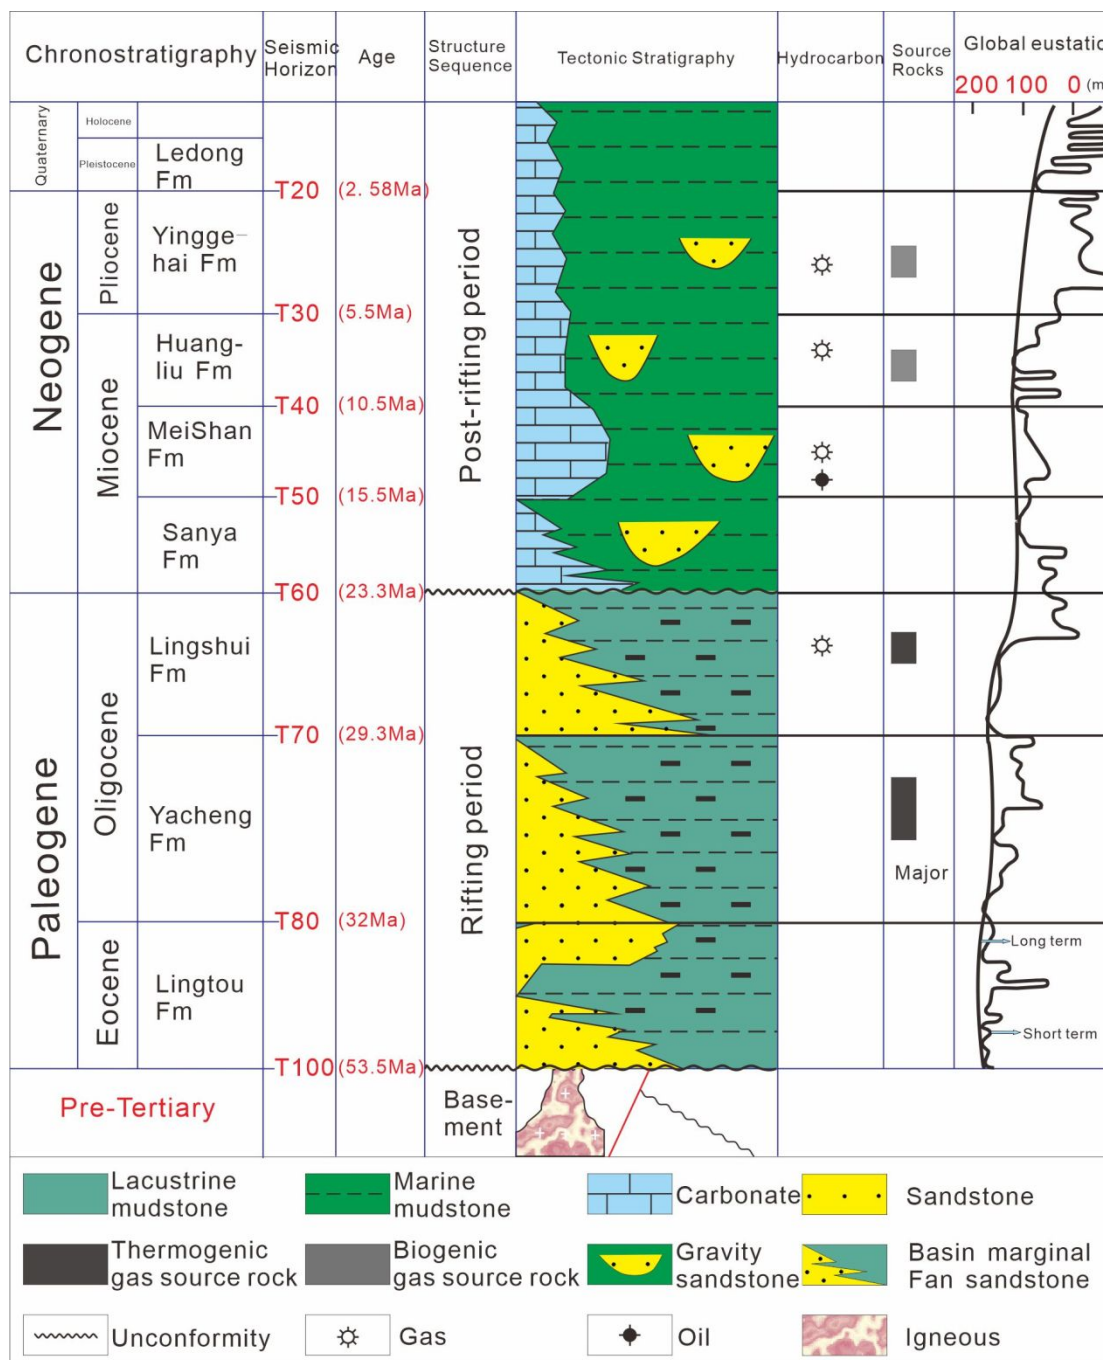 Chronostratigraphy
Seismic
Horizon
Age
Structure
Sequence
Tectonic Stratigraphy
Hydrocarbon
Source
Rocks
Global eustatic
200 100 0 (m
Quaternary
Holocene
Pleistocene
Ledong
Fm
T20
(2. 58Ma)
Neogene
Pliocene
Yingge-
hai Fm
T30
(5.5Ma)
Miocene
Huang-
liu Fm
T40
(10.5Ma)
MeiShan
Fm
T50
(15.5Ma)
Sanya
Fm
T60
(23.3Ma)
Post-rifting period
Paleogene
Oligocene
Lingshui
Fm
T70
(29.3Ma)
Yacheng
Fm
T80
(32Ma)
Rifting period
Major
Eocene
Lingtou
Fm
T100
(53.5Ma)
Long term
Short term
Pre-Tertiary
Base-
ment
Lacustrine
mudstone
Marine
mudstone
Carbonate
Sandstone
Thermogenic
gas source rock
Biogenic
gas source rock
Gravity
sandstone
Basin marginal
Fan sandstone
Unconformity
Gas
Oil
Igneous